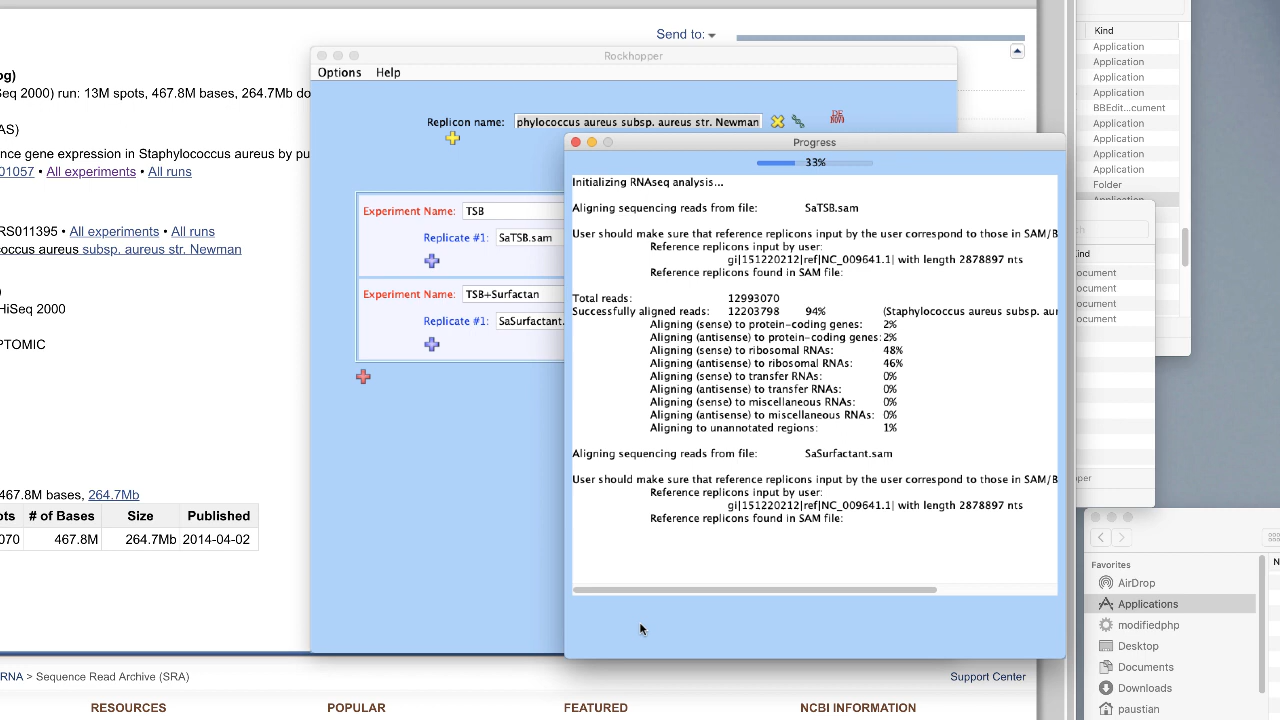 Send to:
og)
Seq 2000) run: 13M spots, 467.8M bases, 264.7Mb do
AS)
nce gene expression in Staphylococcus aureus by pu
01057 • All experiments • All runs
RS011395 • All experiments • All runs
coccus aureus subsp. aureus str. Newman
HiSeq 2000
PTOMIC
467.8M bases, 264.7Mb
ots # of Bases Size Published
070 467.8M 264.7Mb 2014-04-02
RNA > Sequence Read Archive (SRA)
Support Center
RESOURCES POPULAR FEATURED NCBI INFORMATION
Rockhopper
Options Help
Replicon name: phylococcus aureus subsp. aureus str. Newman
DE
Experiment Name: TSB
Replicate #1: SaTSB.sam
Experiment Name: TSB+Surfactan
Replicate #1: SaSurfactant.
Progress
33%
Initializing RNAseq analysis...
Aligning sequencing reads from file: SaTSB.sam
User should make sure that reference replicons input by the user correspond to those in SAM/B
Reference replicons input by user:
gi|151220212|ref|NC_009641.1| with length 2878897 nts
Reference replicons found in SAM file:
Total reads: 12993070
Successfully aligned reads: 12203798 94% (Staphylococcus aureus subsp. aur
Aligning (sense) to protein-coding genes: 2%
Aligning (antisense) to protein-coding genes: 2%
Aligning (sense) to ribosomal RNAs: 48%
Aligning (antisense) to ribosomal RNAs: 46%
Aligning (sense) to transfer RNAs: 0%
Aligning (antisense) to transfer RNAs: 0%
Aligning (sense) to miscellaneous RNAs: 0%
Aligning (antisense) to miscellaneous RNAs: 0%
Aligning to unannotated regions: 1%
Aligning sequencing reads from file: SaSurfactant.sam
User should make sure that reference replicons input by the user correspond to those in SAM/B
Reference replicons input by user:
gi|151220212|ref|NC_009641.1| with length 2878897 nts
Reference replicons found in SAM file:
Kind
Application
Application
Application
Application
BBEdit...cument
Application
Application
Application
Application
Folder
Application
ch
ind
ocument
ocument
ocument
ocument
per
Favorites
AirDrop
Applications
modifiedphp
Desktop
Documents
Downloads
paustian
N